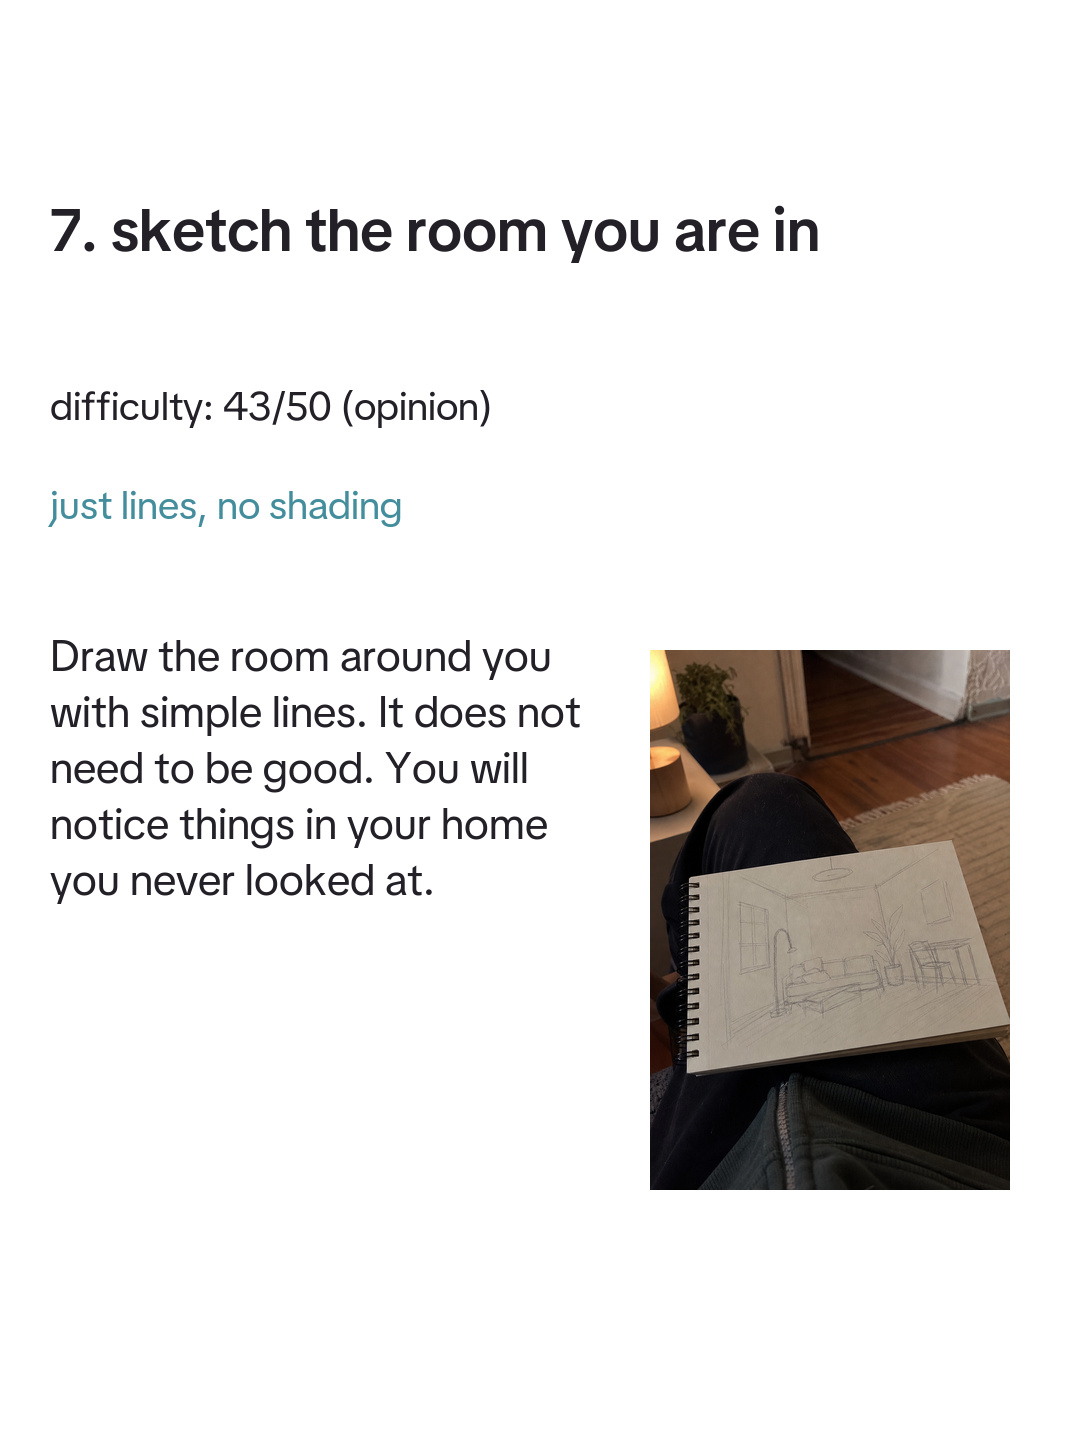 7. sketch the room you are in
difficulty: 43/50 (opinion)
just lines, no shading
Draw the room around you
with simple lines. It does not
need to be good. You will
notice things in your home
you never looked at.